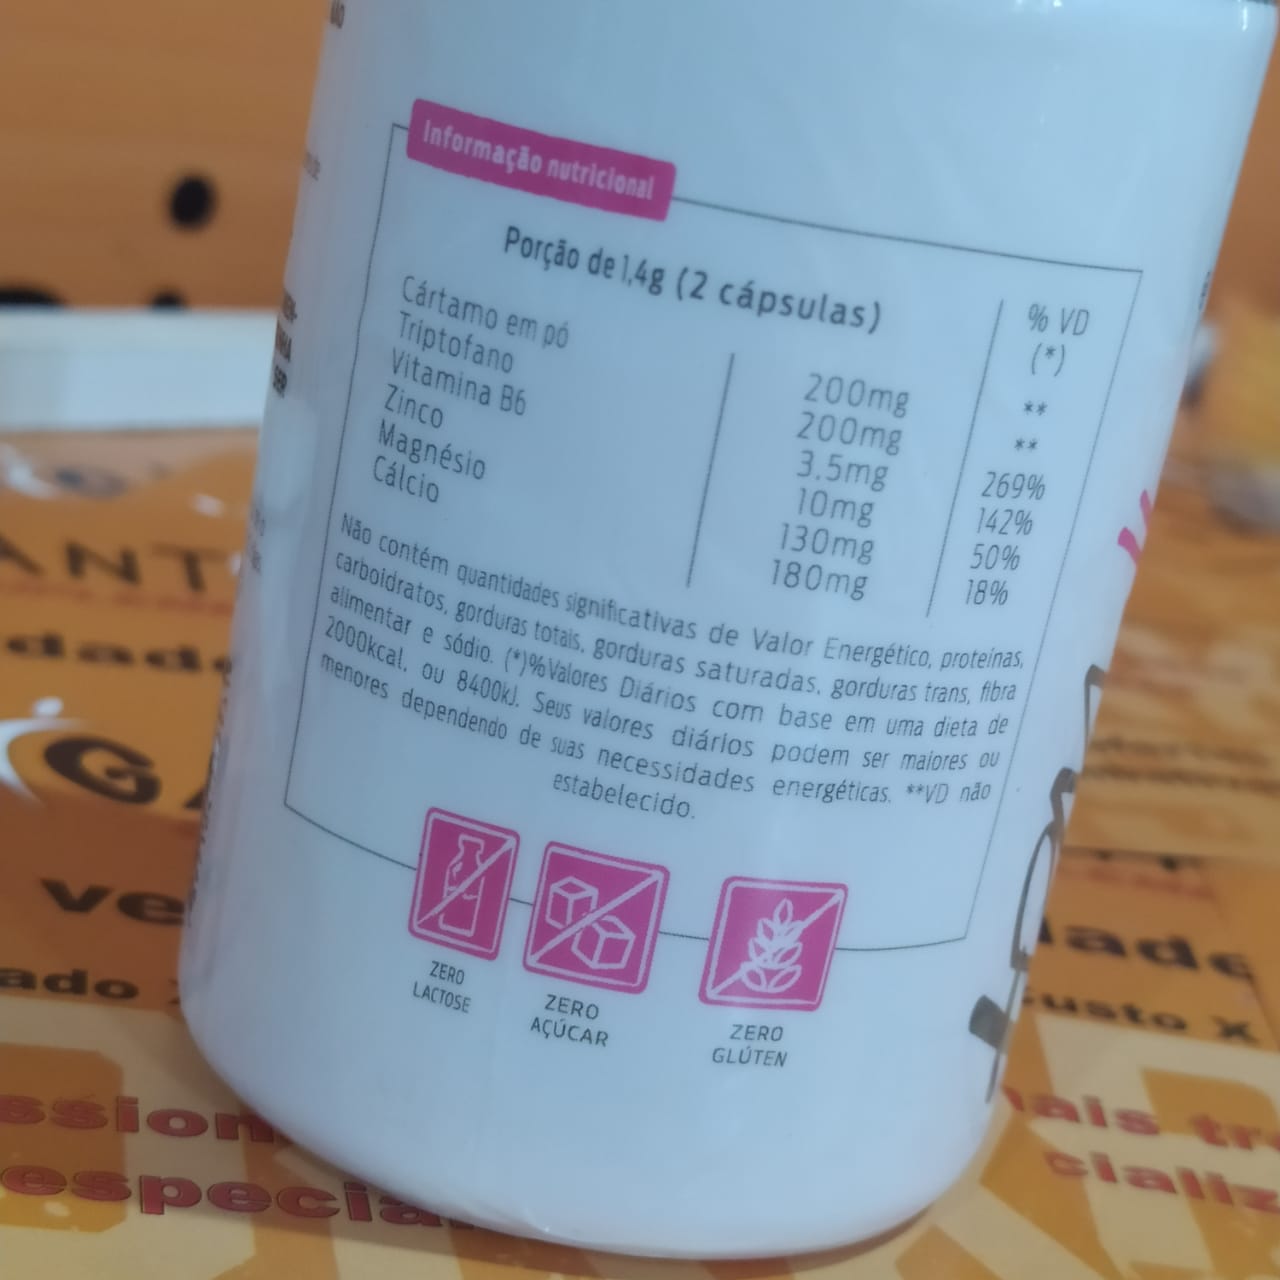 Informação nutricional
Porção de 1,4g (2 cápsulas)
% VD
(*)
Cártamo em pó 200mg **
Triptofano 200mg **
Vitamina B6 3.5mg 269%
Zinco 10mg 142%
Magnésio 130mg 50%
Cálcio 180mg 18%
Não contém quantidades significativas de Valor Energético, proteínas,
carboidratos, gorduras totais, gorduras saturadas, gorduras trans, fibra
alimentar e sódio. (*)%Valores Diários com base em uma dieta de
2000kcal, ou 8400kJ. Seus valores diários podem ser maiores ou
menores dependendo de suas necessidades energéticas. **VD não
estabelecido.
ZERO
LACTOSE
ZERO
AÇÚCAR
ZERO
GLÚTEN